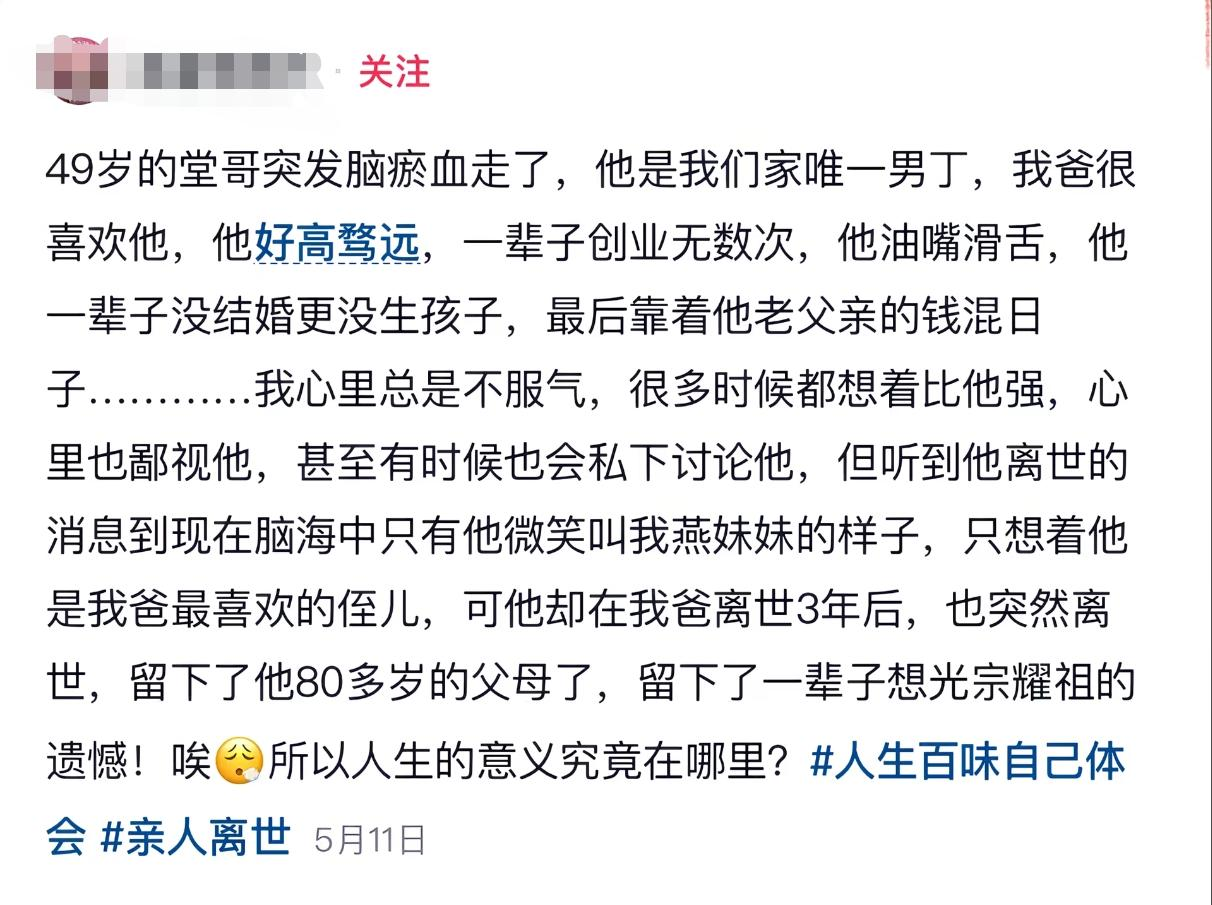 关注
49岁的堂哥突发脑瘀血走了，他是我们家唯一男丁，我爸很
喜欢他，他好高骛远，一辈子创业无数次，他油嘴滑舌，他
一辈子没结婚更没生孩子，最后靠着他老父亲的钱混日
子…………我心里总是不服气，很多时候都想着比他强，心
里也鄙视他，甚至有时候也会私下讨论他，但听到他离世的
消息到现在脑海中只有他微笑叫我燕妹妹的样子，只想着他
是我爸最喜欢的侄儿，可他却在我爸离世3年后，也突然离
世，留下了他80多岁的父母了，留下了一辈子想光宗耀祖的
遗憾！唉😮‍💨所以人生的意义究竟在哪里？#人生百味自己体
会 #亲人离世 5月11日